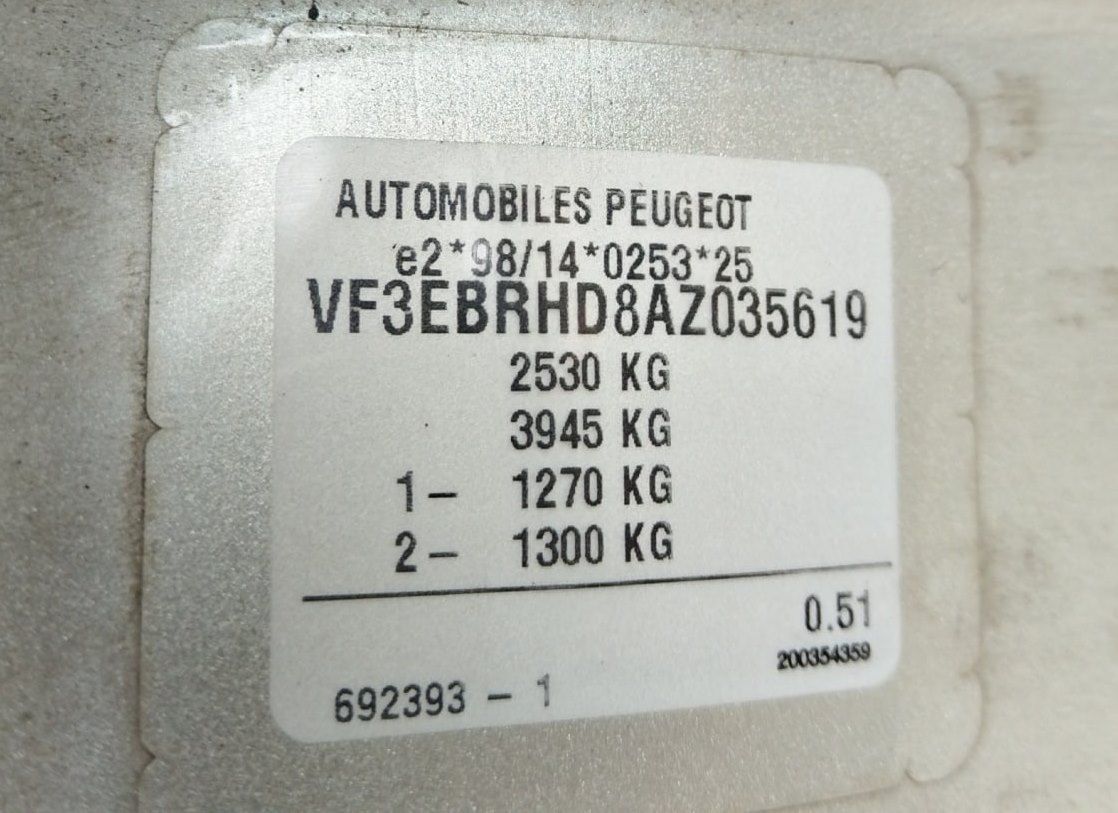 AUTOMOBILES PEUGEOT
e2*98/14*0253*25
VF3EBRHD8AZ035619
2530 KG
3945 KG
1- 1270 KG
2- 1300 KG
0.51
200354359
692393 - 1